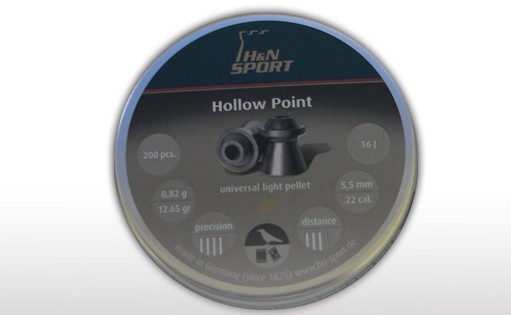 H&N
SPORT
Hollow Point
200 pcs.
16 J
universal light pellet
0,82 g
12.65 gr
5,5 mm
.22 cal.
precision
distance
made in Germany (since 1825) www.hn-sport.de